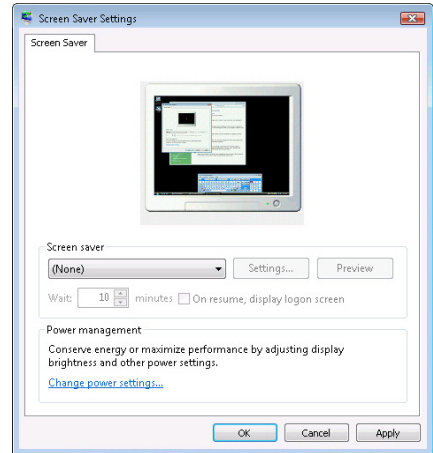 Screen Saver Settings
Screen Saver
Screen saver
(None) Settings... Preview
Wait: 10 minutes On resume, display logon screen
Power management
Conserve energy or maximize performance by adjusting display
brightness and other power settings.
Change power settings...
OK Cancel Apply